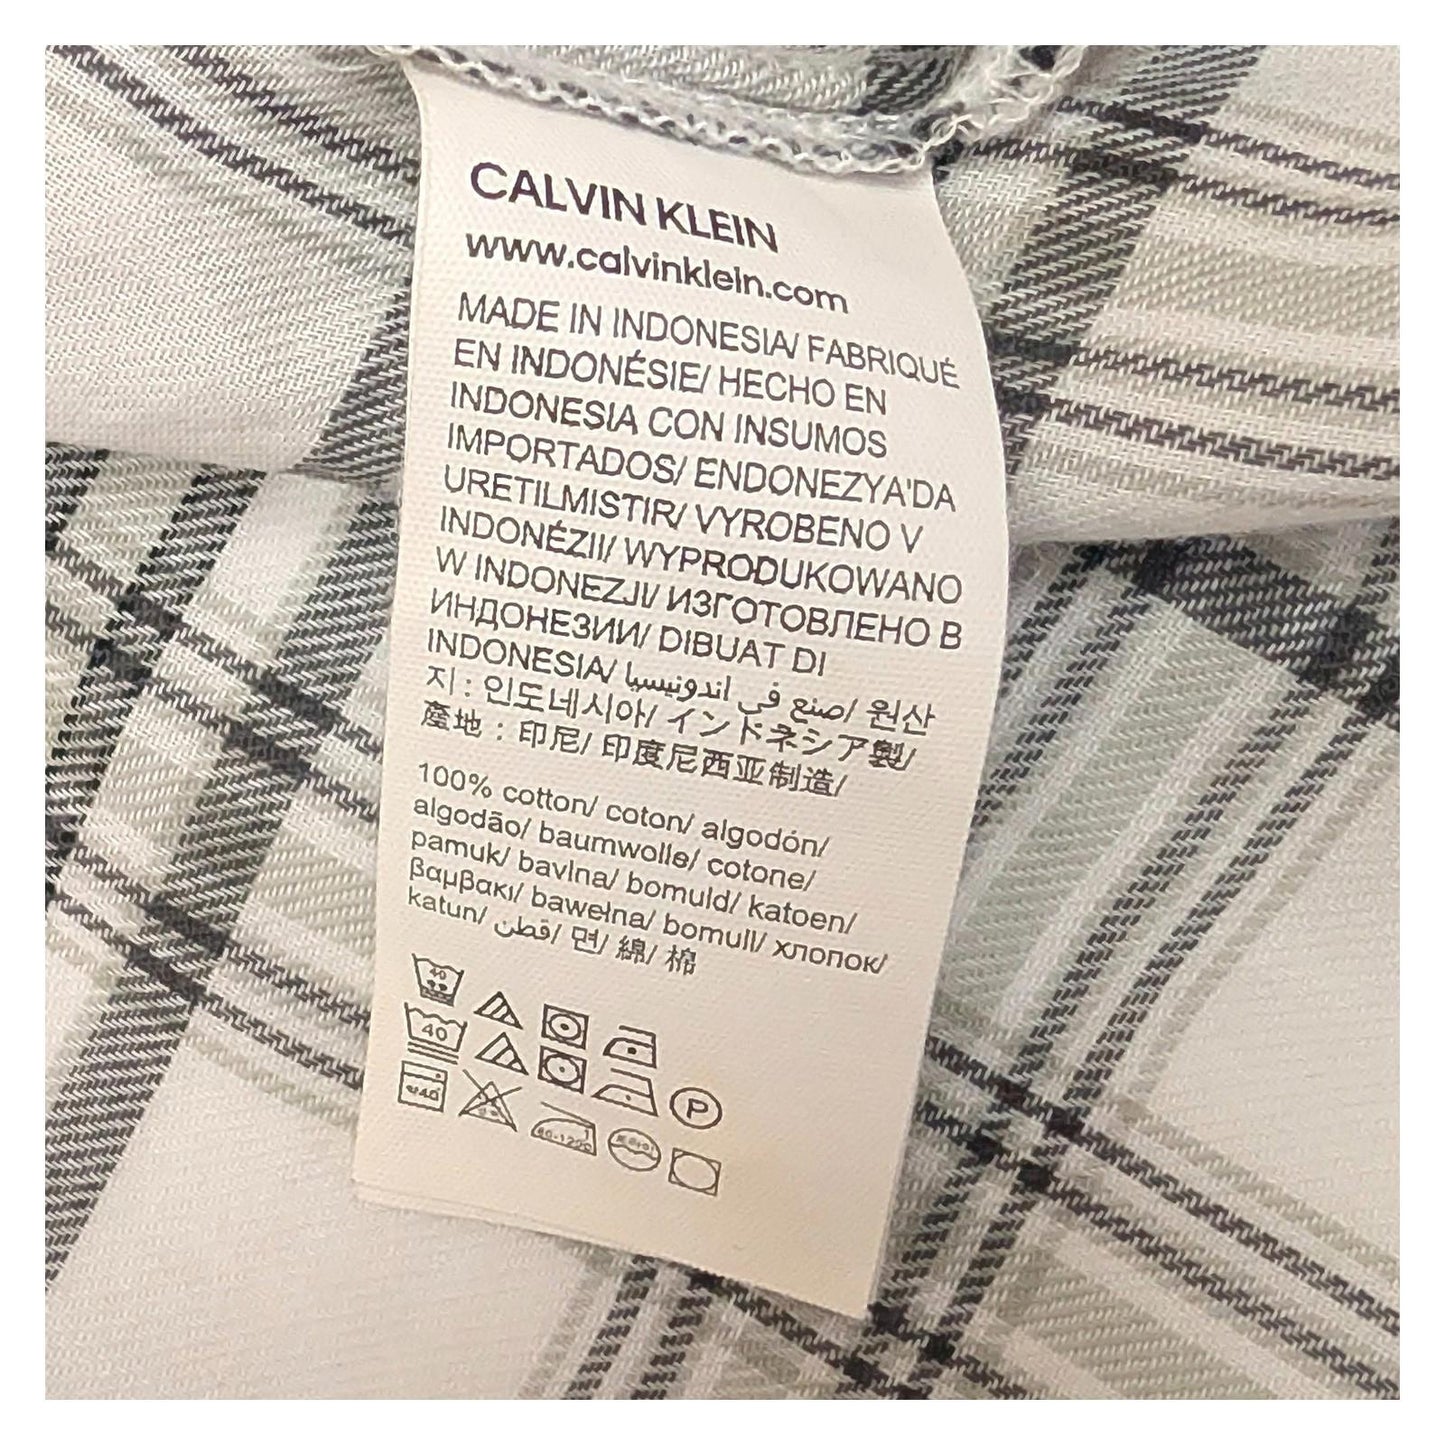 CALVIN KLEIN
www.calvinklein.com
MADE IN INDONESIA/ FABRIQUÉ
EN INDONÉSIE/ HECHO EN
INDONESIA CON INSUMOS
IMPORTADOS/ ENDONEZYA'DA
URETILMISTIR/ VYROBENO V
INDONÉZII/ WYPRODUKOWANO
W INDONEZJI/ ИЗГОТОВЛЕНО В
ИНДОНЕЗИИ/ DIBUAT DI
INDONESIA/ صنع في اندونيسيا/ 원산
지 : 인도네시아/ インドネシア製/
產地 : 印尼/ 印度尼西亚制造/
100% cotton/ coton/ algodón/
algodão/ baumwolle/ cotone/
pamuk/ bavlna/ bomuld/ katoen/
βαμβακι/ bawełna/ bomull/ хлопок/
katun/ قطن/ 면/ 綿/ 棉
40
40
P
40